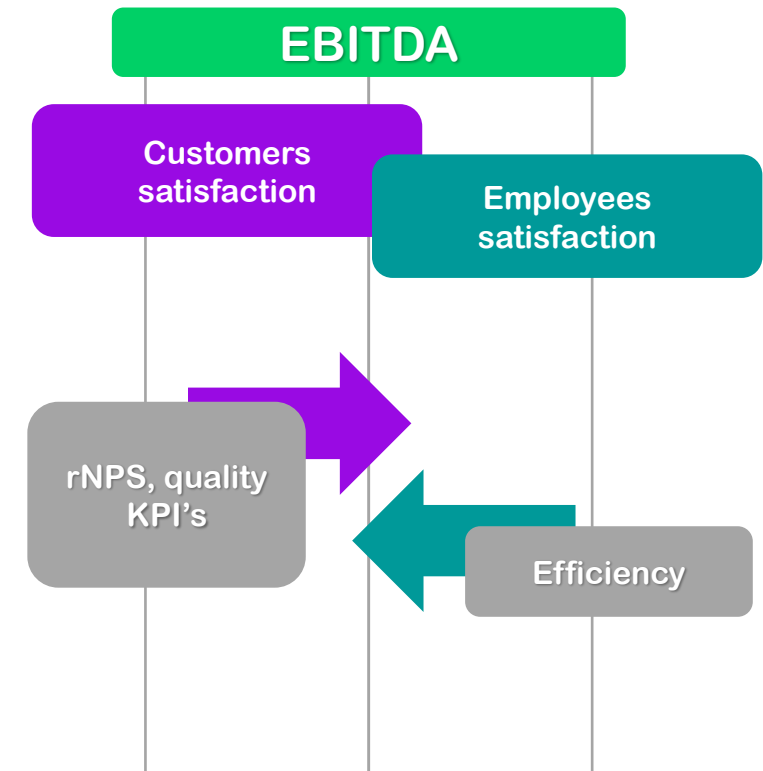 EBITDA
Customers
satisfaction
Employees
satisfaction
rNPS, quality
KPI's
Efficiency